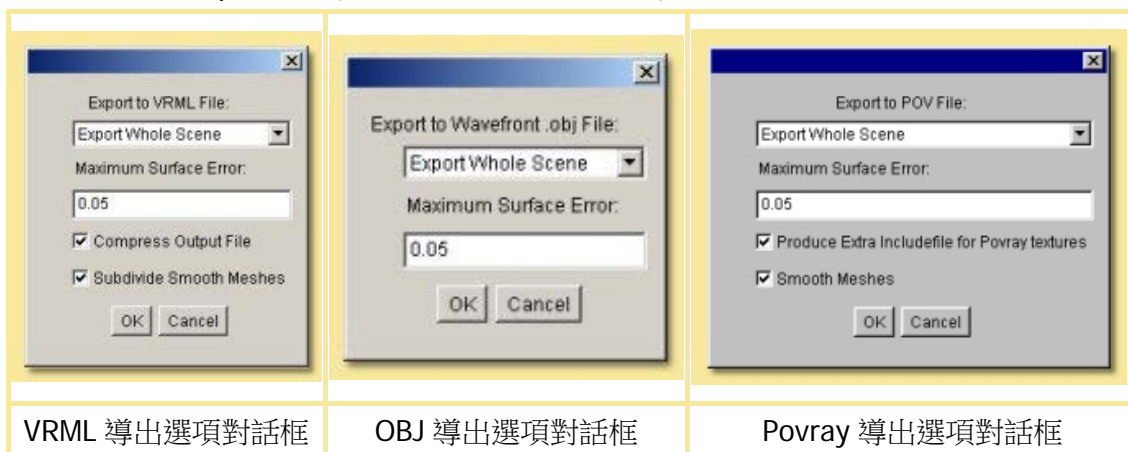 Export to VRML File:
Export Whole Scene
Maximum Surface Error:
0.05
Compress Output File
Subdivide Smooth Meshes
OK Cancel
Export to Wavefront .obj File:
Export Whole Scene
Maximum Surface Error:
0.05
OK Cancel
Export to POV File:
Export Whole Scene
Maximum Surface Error:
0.05
Produce Extra Includefile for Povray textures
Smooth Meshes
OK Cancel
VRML 導出選項對話框
OBJ 導出選項對話框
Povray 導出選項對話框